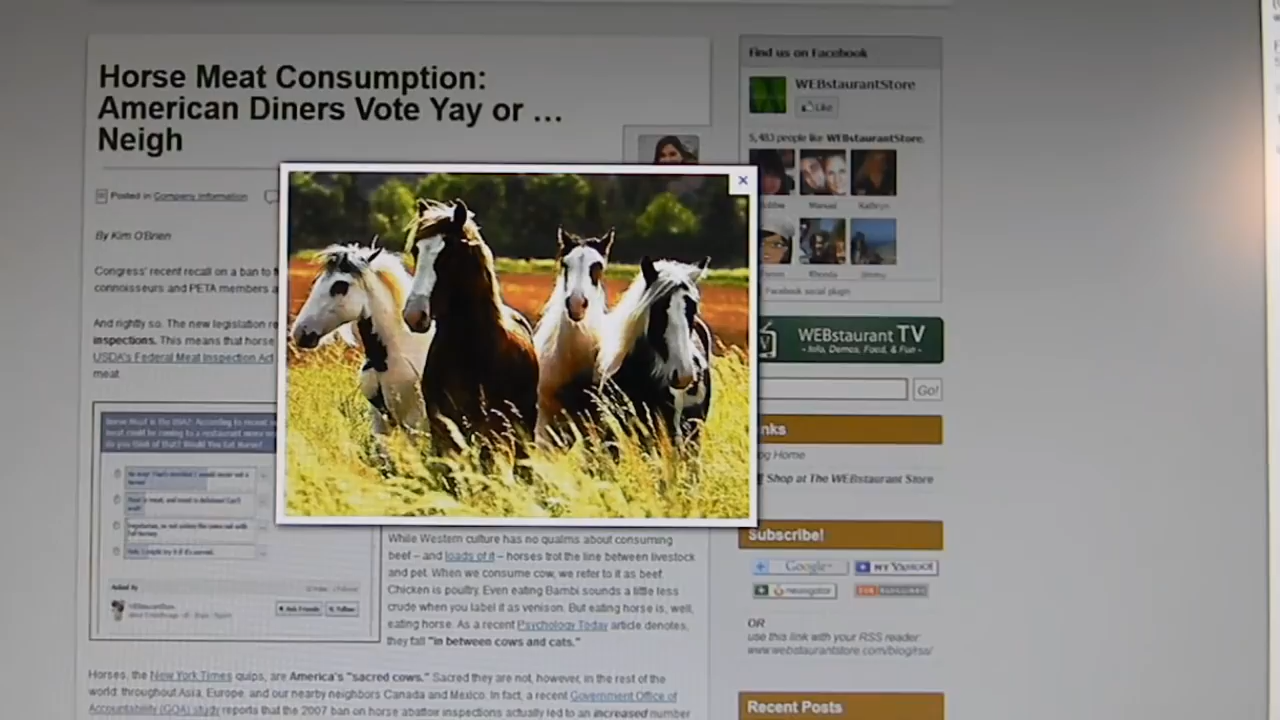 Horse Meat Consumption:
American Diners Vote Yay or …
Neigh
Posted in Company Information
By Kim O'Brien
Congress' recent recall on a ban to
connoisseurs and PETA members a
And rightly so. The new legislation re
inspections. This means that horse
USDA's Federal Meat Inspection Act
meat.
While Western culture has no qualms about consuming
beef – and loads of it – horses trot the line between livestock
and pet. When we consume cow, we refer to it as beef.
Chicken is poultry. Even eating Bambi sounds a little less
crude when you label it as venison. But eating horse is, well,
eating horse. As a recent Psychology Today article denotes,
they fall "in between cows and cats."
Horses, the New York Times quips, are America's "sacred cows." Sacred they are not, however, in the rest of the
world; throughout Asia, Europe, and our nearby neighbors Canada and Mexico. In fact, a recent Government Office of
Accountability (GOA) study reports that the 2007 ban on horse abattoir inspections actually led to an increased number
Find us on Facebook
WEBstaurantStore
Like
5,483 people like WEBstaurantStore.
Manuel Kathryn
Rhonda Jimmy
Facebook social plugin
WEBstaurant TV
- Info, Demos, Food, & Fun -
Go!
nks
og Home
Shop at The WEBstaurant Store
Subscribe!
Google
MY YAHOO!
newsgator
OR
use this link with your RSS reader:
www.webstaurantstore.com/blog/rss/
Recent Posts